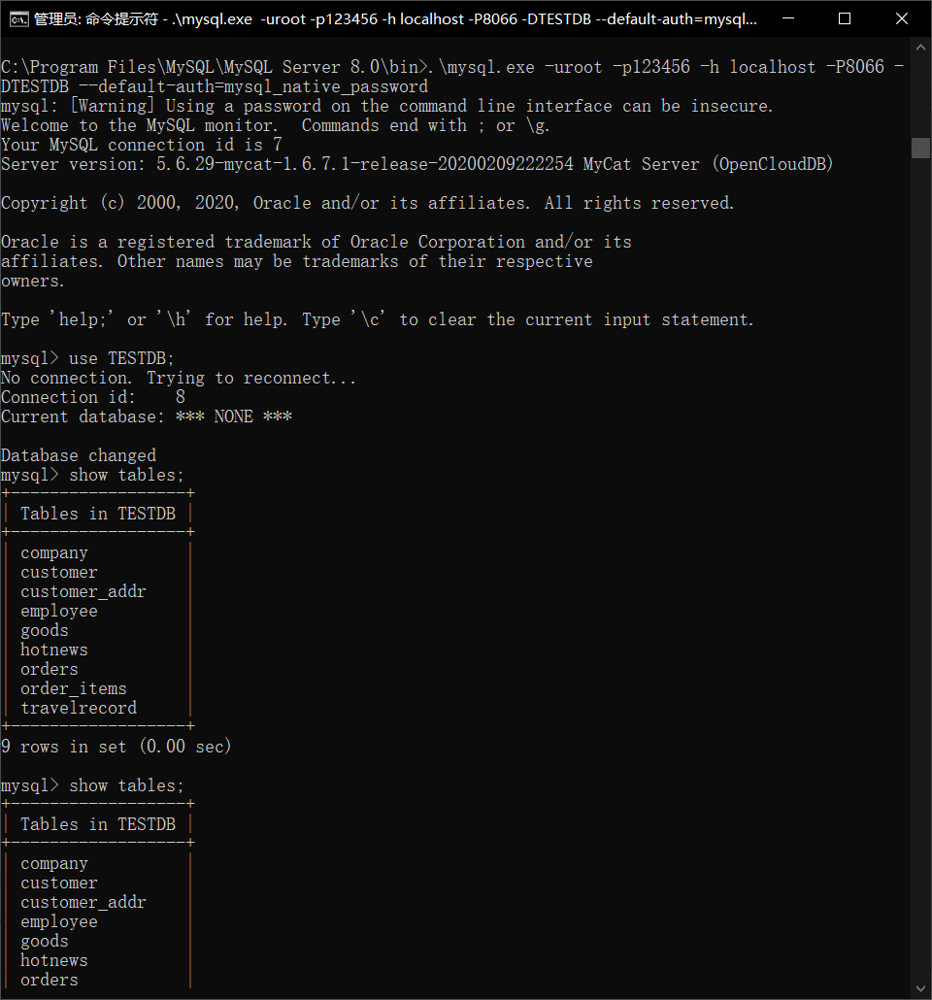 管理员: 命令提示符 - .\mysql.exe  -uroot -p123456 -h localhost -P8066 -DTESTDB --default-auth=mysql...
C:\Program Files\MySQL\MySQL Server 8.0\bin>.\mysql.exe -uroot -p123456 -h localhost -P8066 -
DTESTDB --default-auth=mysql_native_password
mysql: [Warning] Using a password on the command line interface can be insecure.
Welcome to the MySQL monitor.  Commands end with ; or \g.
Your MySQL connection id is 7
Server version: 5.6.29-mycat-1.6.7.1-release-20200209222254 MyCat Server (OpenCloudDB)
Copyright (c) 2000, 2020, Oracle and/or its affiliates. All rights reserved.
Oracle is a registered trademark of Oracle Corporation and/or its
affiliates. Other names may be trademarks of their respective
owners.
Type 'help;' or '\h' for help. Type '\c' to clear the current input statement.
mysql> use TESTDB;
No connection. Trying to reconnect...
Connection id:    8
Current database: *** NONE ***
Database changed
mysql> show tables;
+------------------+
| Tables in TESTDB |
+------------------+
| company          |
| customer         |
| customer_addr    |
| employee         |
| goods            |
| hotnews          |
| orders           |
| order_items      |
| travelrecord     |
+------------------+
9 rows in set (0.00 sec)
mysql> show tables;
+------------------+
| Tables in TESTDB |
+------------------+
| company          |
| customer         |
| customer_addr    |
| employee         |
| goods            |
| hotnews          |
| orders           |